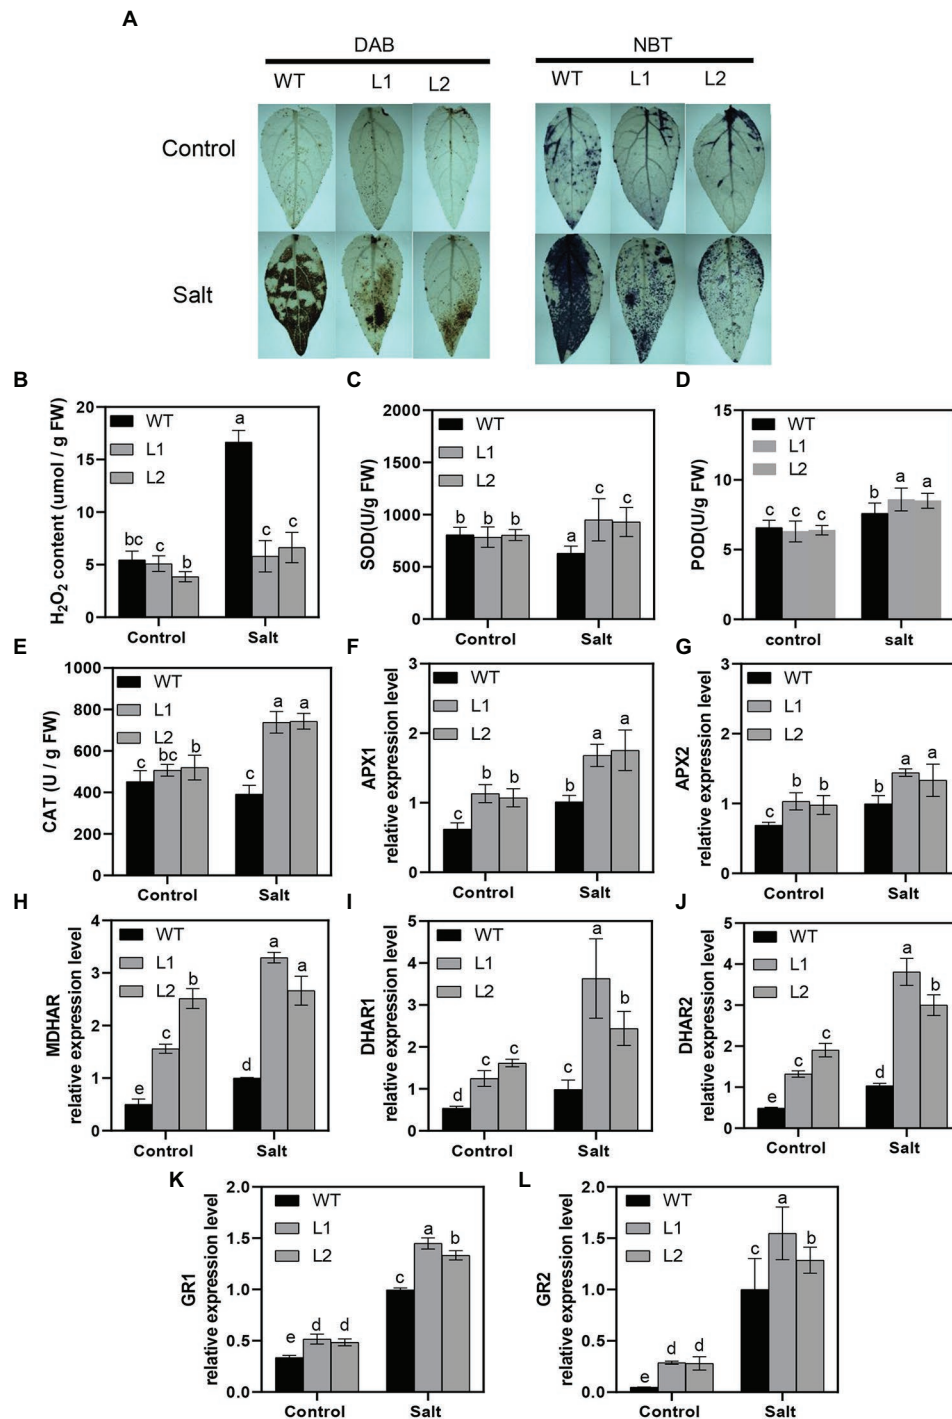 A
DAB NBT
WT L1 L2 WT L1 L2
Control
Salt
B
H2O2 content (umol / g FW)
20
15
10
5
0
WT
L1
L2
bc c b a c c
Control Salt
C
SOD(U/g FW)
2000
1500
1000
500
0
WT
L1
L2
b b b a c c
Control Salt
D
POD(U/g FW)
15
10
5
0
WT
L1
L2
c c c b a a
control salt
E
CAT (U / g FW)
1000
800
600
400
200
0
WT
L1
L2
c bc b c a a
Control Salt
F
APX1
relative expression level
3
2
1
0
WT
L1
L2
c b b b a a
Control Salt
G
APX2
relative expression level
3
2
1
0
WT
L1
L2
c b b b a a
Control Salt
H
MDHAR
relative expression level
4
3
2
1
0
WT
L1
L2
e c b d a a
Control Salt
I
DHAR1
relative expression level
5
4
3
2
1
0
WT
L1
L2
d c c c a b
Control Salt
J
DHAR2
relative expression level
5
4
3
2
1
0
WT
L1
L2
e c c d a b
Control Salt
K
GR1
relative expression level
2.0
1.5
1.0
0.5
0.0
WT
L1
L2
e d d c a b
Control Salt
L
GR2
relative expression level
2.0
1.5
1.0
0.5
0.0
WT
L1
L2
e d d c a b
Control Salt